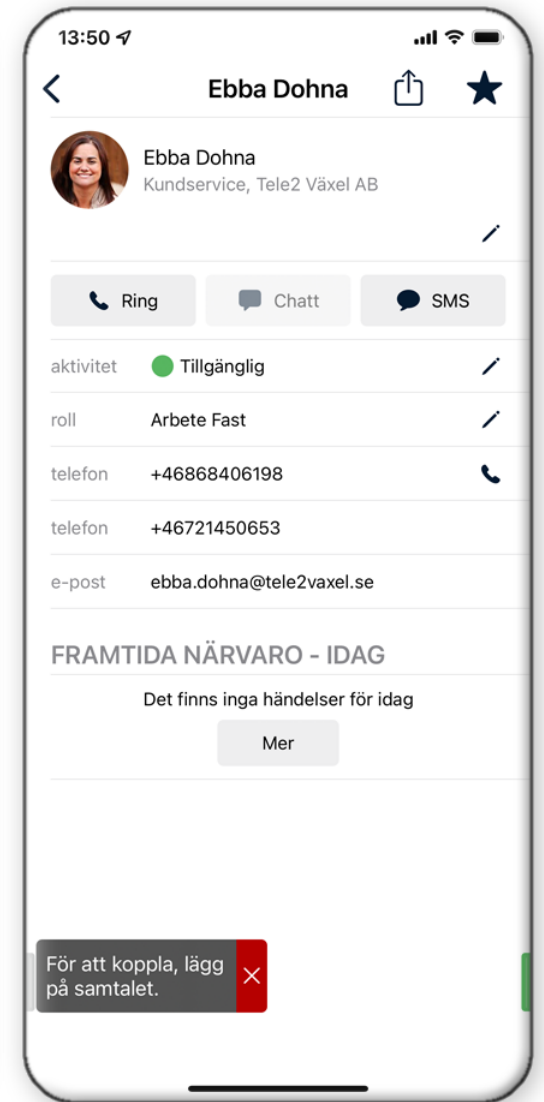 13:50
Ebba Dohna
Ebba Dohna
Kundservice, Tele2 Växel AB
Ring
Chatt
SMS
aktivitet Tillgänglig
roll Arbete Fast
telefon +46868406198
telefon +46721450653
e-post ebba.dohna@tele2vaxel.se
FRAMTIDA NÄRVARO - IDAG
Det finns inga händelser för idag
Mer
För att koppla, lägg
på samtalet.